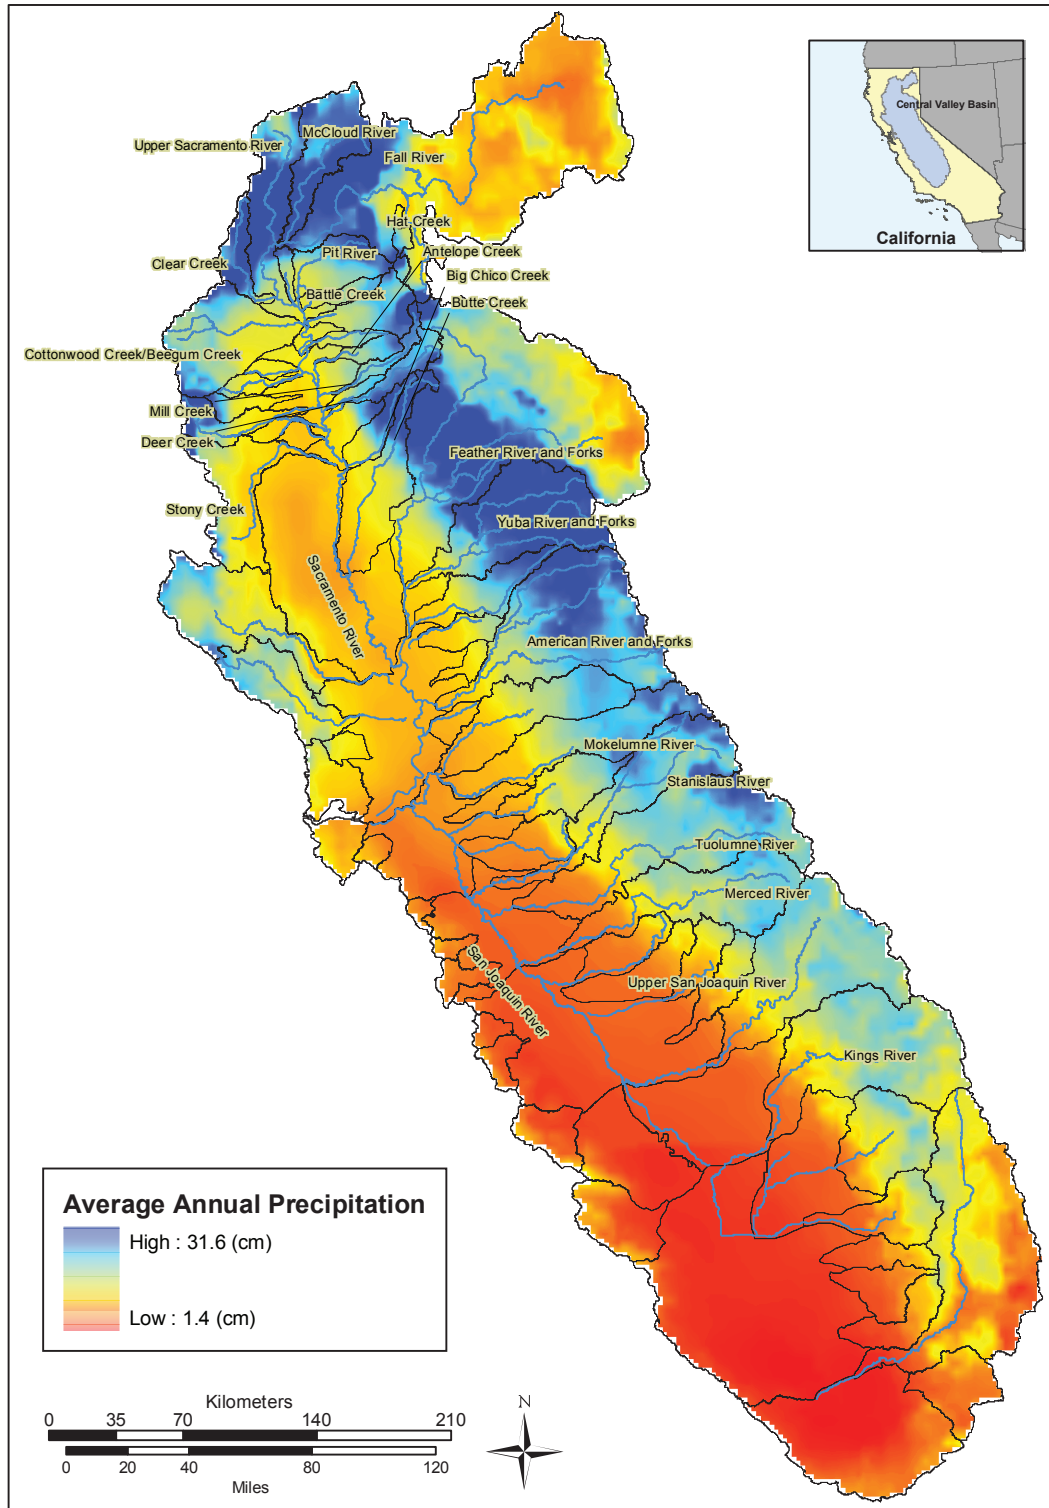 McCloud River
Upper Sacramento River
Fall River
Central Valley Basin
California
Hat Creek
Pit River
Antelope Creek
Clear Creek
Big Chico Creek
Battle Creek
Butte Creek
Cottonwood Creek/Beegum Creek
Mill Creek
Deer Creek
Feather River and Forks
Stony Creek
Yuba River and Forks
Sacramento River
American River and Forks
Mokelumne River
Stanislaus River
Tuolumne River
Merced River
San Joaquin River
Upper San Joaquin River
Kings River
Average Annual Precipitation
High : 31.6 (cm)
Low : 1.4 (cm)
Kilometers
0 35 70 140 210
0 20 40 80 120
Miles
N